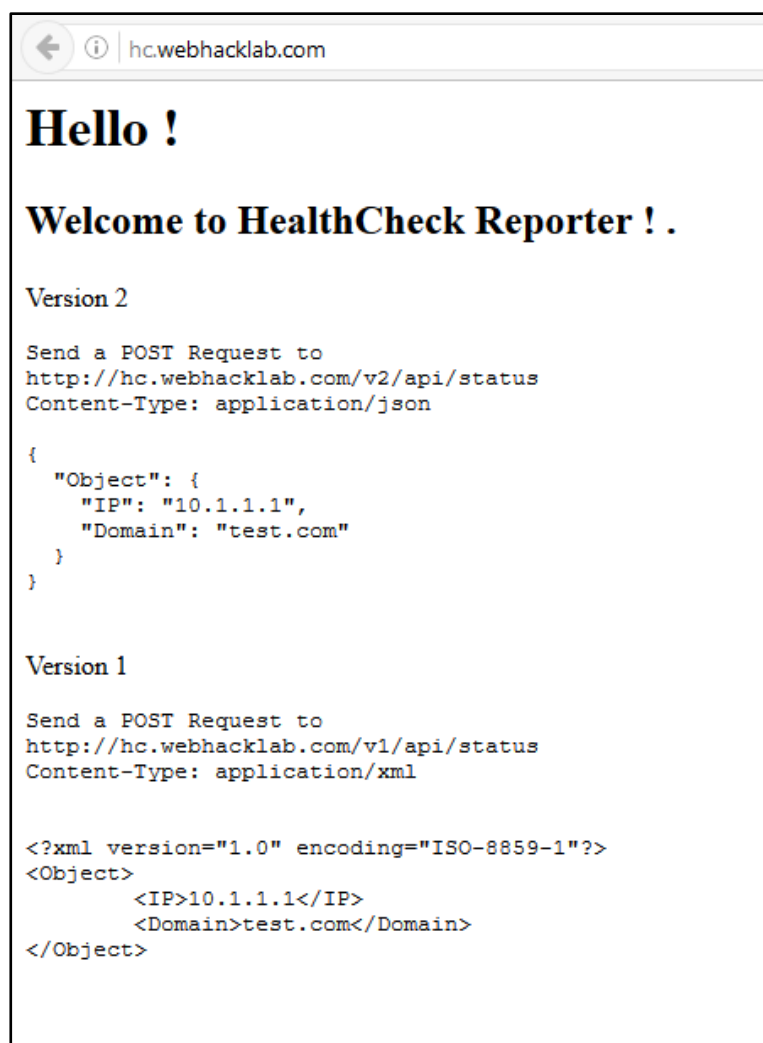 hc.webhacklab.com
Hello !
Welcome to HealthCheck Reporter ! .
Version 2
Send a POST Request to
http://hc.webhacklab.com/v2/api/status
Content-Type: application/json
{
  "Object": {
    "IP": "10.1.1.1",
    "Domain": "test.com"
  }
}
Version 1
Send a POST Request to
http://hc.webhacklab.com/v1/api/status
Content-Type: application/xml
<?xml version="1.0" encoding="ISO-8859-1"?>
<Object>
        <IP>10.1.1.1</IP>
        <Domain>test.com</Domain>
</Object>